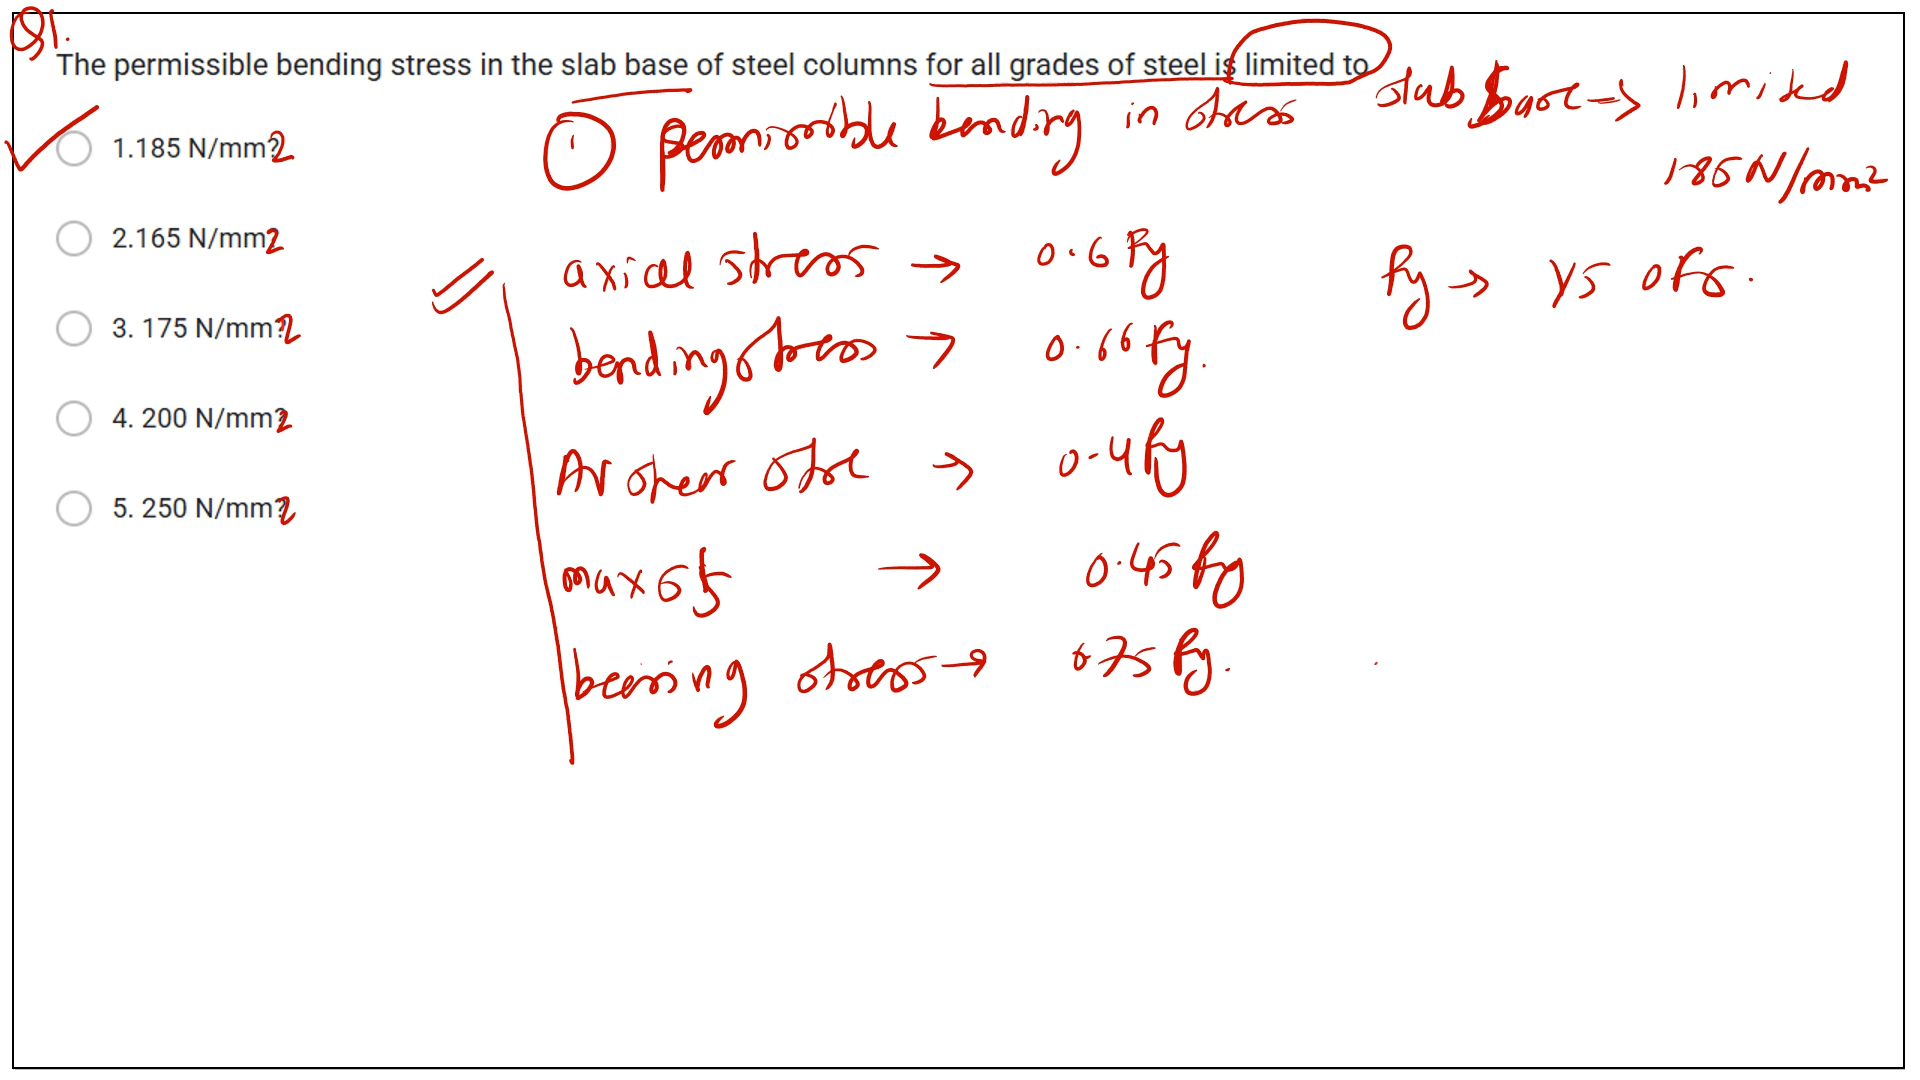 Q1.
The permissible bending stress in the slab base of steel columns for all grades of steel is limited to
1.185 N/mm2
2.165 N/mm2
3. 175 N/mm2
4. 200 N/mm2
5. 250 N/mm2
① permissible bending in stress slab base → limited
185 N/mm²
axial stress → 0.6 Fy
fy → YS of s.
bending stress → 0.66 fy.
Av shear stre → 0.4 fy
max → 0.45 fy
bearing stress → 0.75 fy.